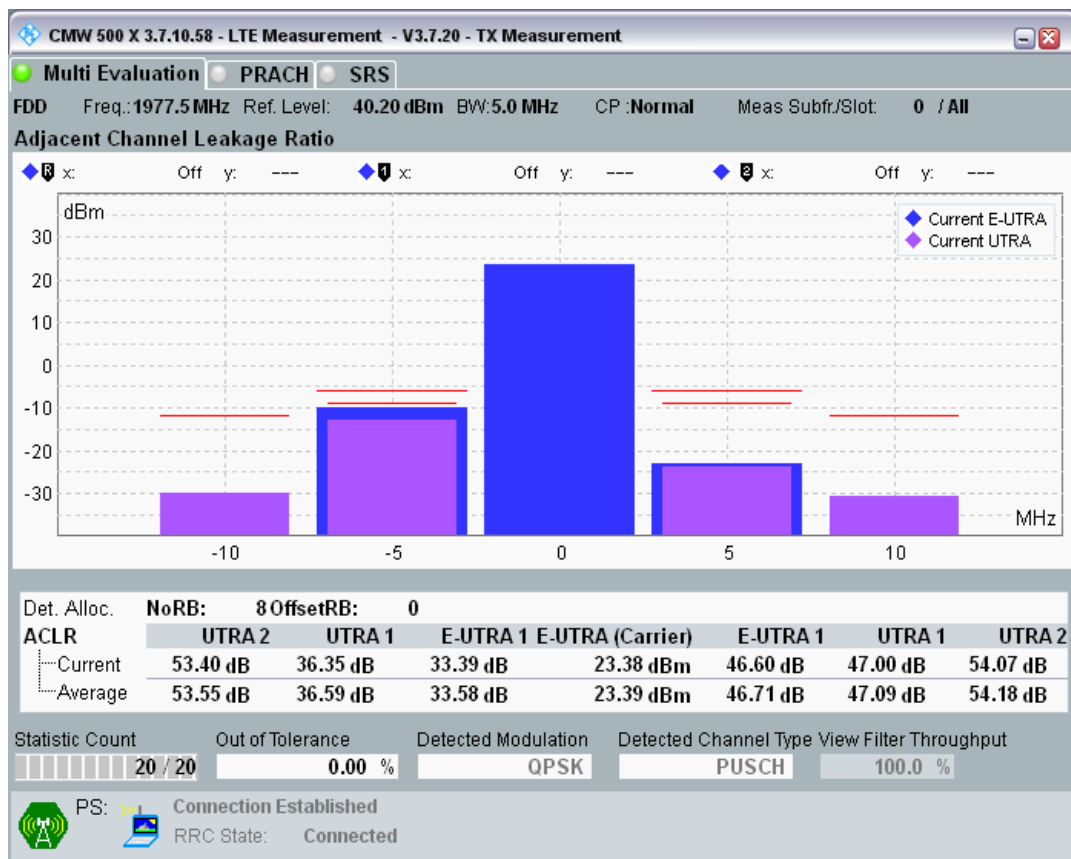 CMW 500 X 3.7.10.58 - LTE Measurement - V3.7.20 - TX Measurement
Multi Evaluation PRACH SRS
FDD Freq.:1977.5 MHz Ref. Level: 40.20 dBm BW:5.0 MHz CP :Normal Meas Subfr./Slot: 0 / All
Adjacent Channel Leakage Ratio
R x: Off y: --- 1 x: Off y: --- 2 x: Off y: ---
dBm
Current E-UTRA
Current UTRA
30
20
10
0
-10
-20
-30
MHz
-10 -5 0 5 10
Det. Alloc. NoRB: 8 OffsetRB: 0
ACLR UTRA 2 UTRA 1 E-UTRA 1 E-UTRA (Carrier) E-UTRA 1 UTRA 1 UTRA 2
Current 53.40 dB 36.35 dB 33.39 dB 23.38 dBm 46.60 dB 47.00 dB 54.07 dB
Average 53.55 dB 36.59 dB 33.58 dB 23.39 dBm 46.71 dB 47.09 dB 54.18 dB
Statistic Count Out of Tolerance Detected Modulation Detected Channel Type View Filter Throughput
20 / 20 0.00 % QPSK PUSCH 100.0 %
PS: Connection Established
RRC State: Connected